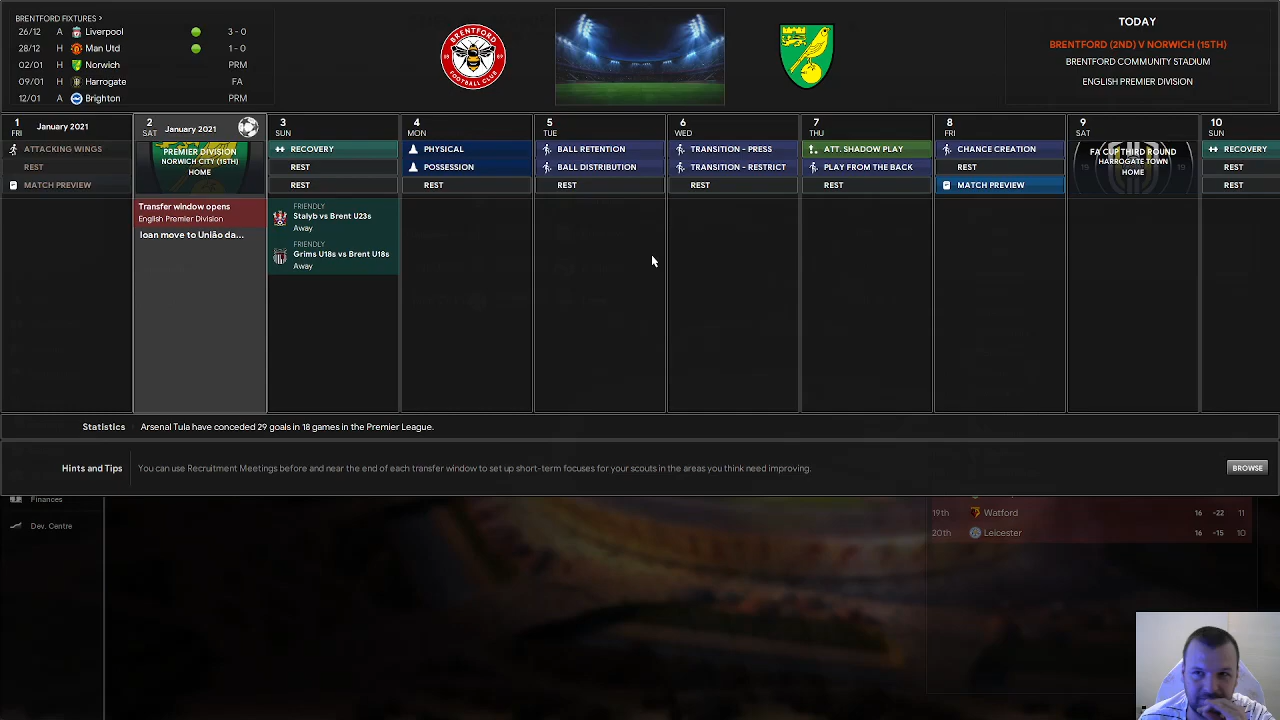 BRENTFORD FIXTURES >
26/12 A Liverpool 3 - 0
28/12 H Man Utd 1 - 0
02/01 H Norwich PRM
09/01 H Harrogate FA
12/01 A Brighton PRM
BRENTFORD
FOOTBALL CLUB
TODAY
BRENTFORD (2ND) V NORWICH (15TH)
BRENTFORD COMMUNITY STADIUM
ENGLISH PREMIER DIVISION
1 FRI January 2021
ATTACKING WINGS
REST
MATCH PREVIEW
2 SAT January 2021
PREMIER DIVISION
NORWICH CITY (15TH)
HOME
Transfer window opens
English Premier Division
loan move to União da...
3 SUN
RECOVERY
REST
REST
FRIENDLY
Stalyb vs Brent U23s
Away
FRIENDLY
Grims U18s vs Brent U18s
Away
4 MON
PHYSICAL
POSSESSION
REST
5 TUE
BALL RETENTION
BALL DISTRIBUTION
REST
6 WED
TRANSITION - PRESS
TRANSITION - RESTRICT
REST
7 THU
ATT. SHADOW PLAY
PLAY FROM THE BACK
REST
8 FRI
CHANCE CREATION
REST
MATCH PREVIEW
9 SAT
FA CUP THIRD ROUND
HARROGATE TOWN
HOME
10 SUN
RECOVERY
REST
REST
Statistics Arsenal Tula have conceded 29 goals in 18 games in the Premier League.
Hints and Tips You can use Recruitment Meetings before and near the end of each transfer window to set up short-term focuses for your scouts in the areas you think need improving.
BROWSE
Finances
Dev. Centre
19th Watford 16 -22 11
20th Leicester 16 -15 10